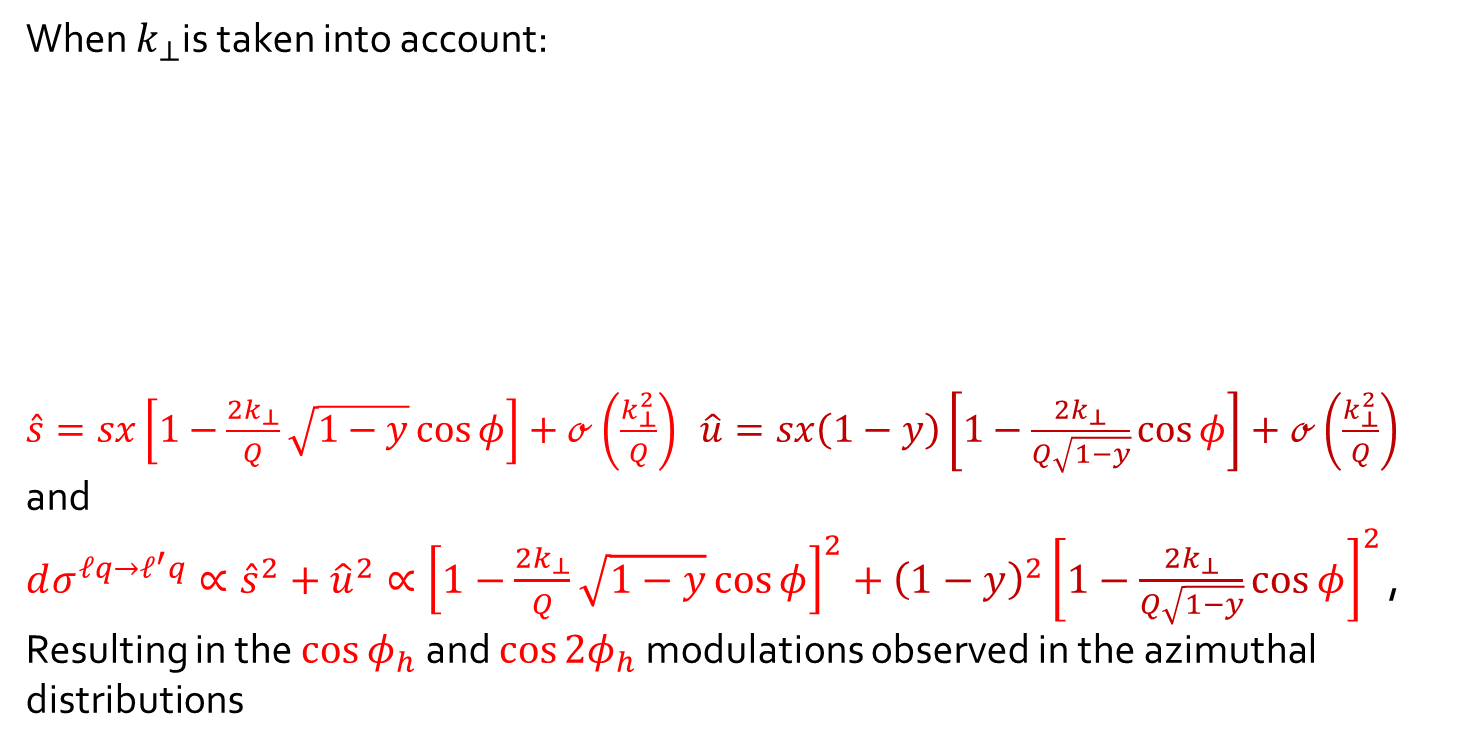 When k⊥ is taken into account:
ŝ = sx [1 − (2k⊥/Q) √(1 − y) cos ϕ] + ℴ(k⊥²/Q) û = sx(1 − y) [1 − (2k⊥/(Q√(1−y))) cos ϕ] + ℴ(k⊥²/Q)
and
dσ^(ℓq→ℓ′q) ∝ ŝ² + û² ∝ [1 − (2k⊥/Q) √(1 − y) cos ϕ]² + (1 − y)² [1 − (2k⊥/(Q√(1−y))) cos ϕ]² ,
Resulting in the cos ϕₕ and cos 2ϕₕ modulations observed in the azimuthal
distributions